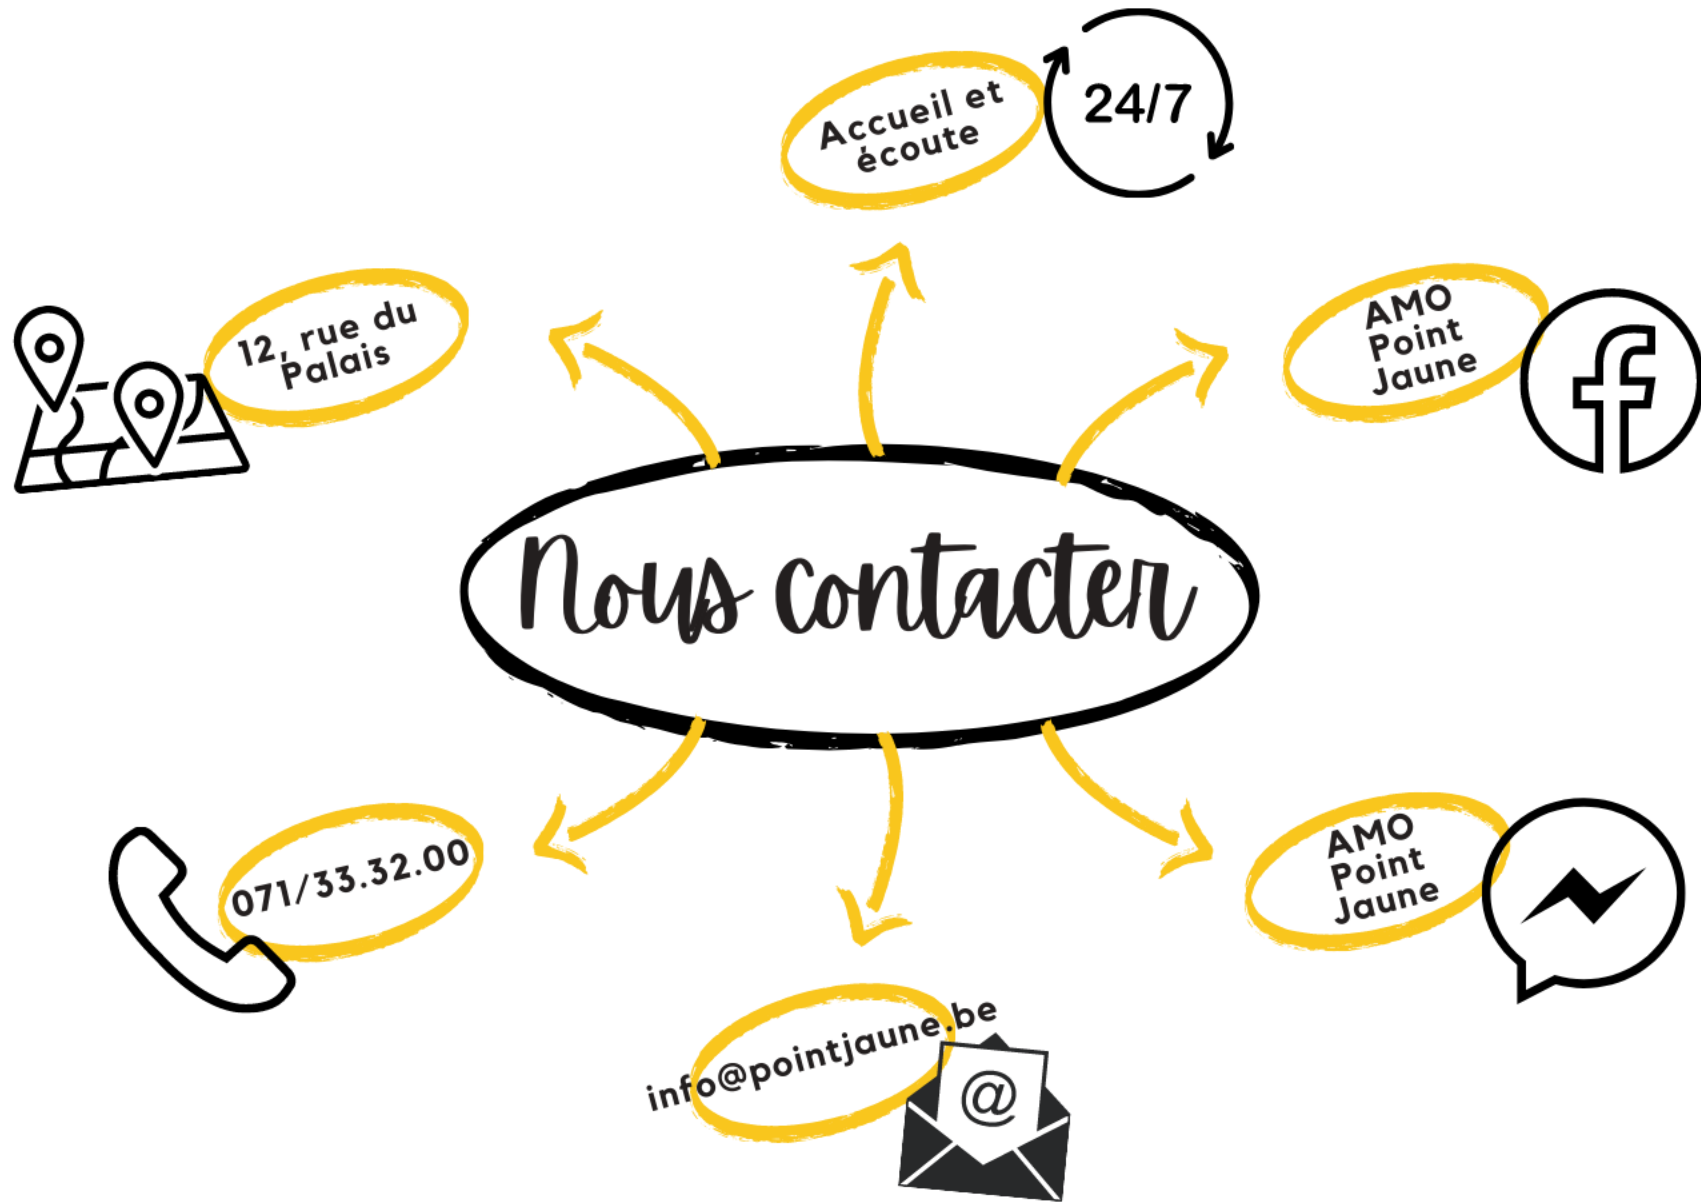 Accueil et
écoute
24/7
12, rue du
Palais
AMO
Point
Jaune
Nous contacter
071/33.32.00
AMO
Point
Jaune
info@pointjaune.be
@